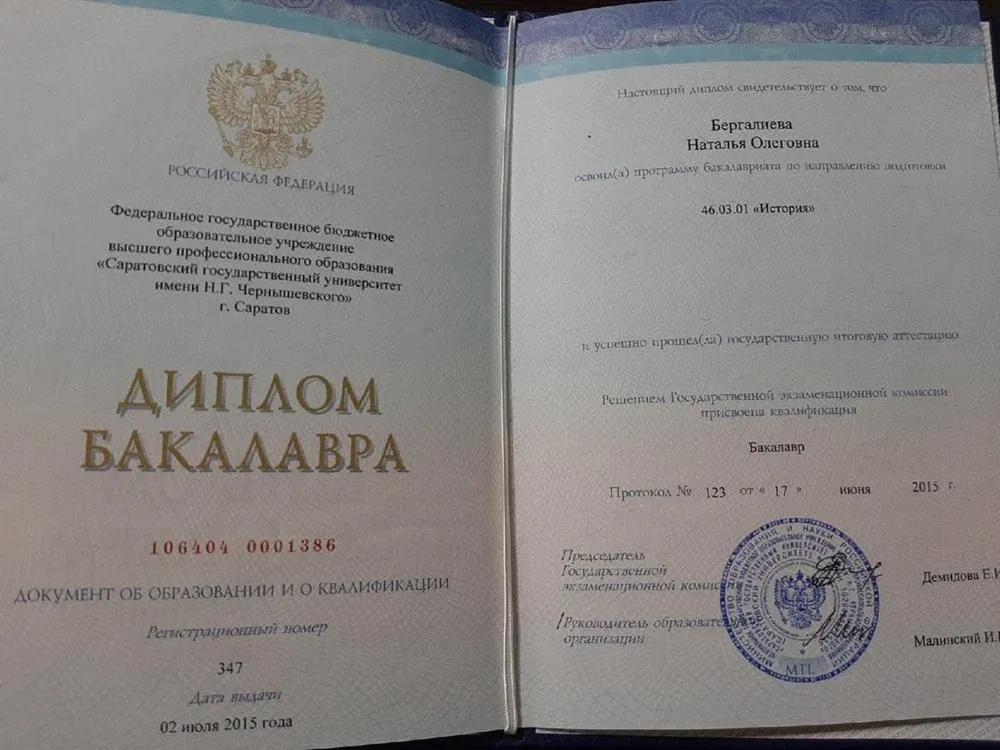 РОССИЙСКАЯ ФЕДЕРАЦИЯ
Федеральное государственное бюджетное
образовательное учреждение
высшего профессионального образования
«Саратовский государственный университет
имени Н.Г. Чернышевского»
г. Саратов
ДИПЛОМ
БАКАЛАВРА
106404 0001386
ДОКУМЕНТ ОБ ОБРАЗОВАНИИ И О КВАЛИФИКАЦИИ
Регистрационный номер
347
Дата выдачи
02 июля 2015 года
Настоящий диплом свидетельствует о том, что
Бергалиева
Наталья Олеговна
освоил(а) программу бакалавриата по направлению подготовки
46.03.01 «История»
и успешно прошел(ла) государственную итоговую аттестацию
Решением Государственной экзаменационной комиссии
присвоена квалификация
Бакалавр
Протокол № 123 от « 17 » июня 2015 г.
Председатель
Государственной
экзаменационной
Демидова Е.И
Руководитель
организации
Малинский И.
М.П.